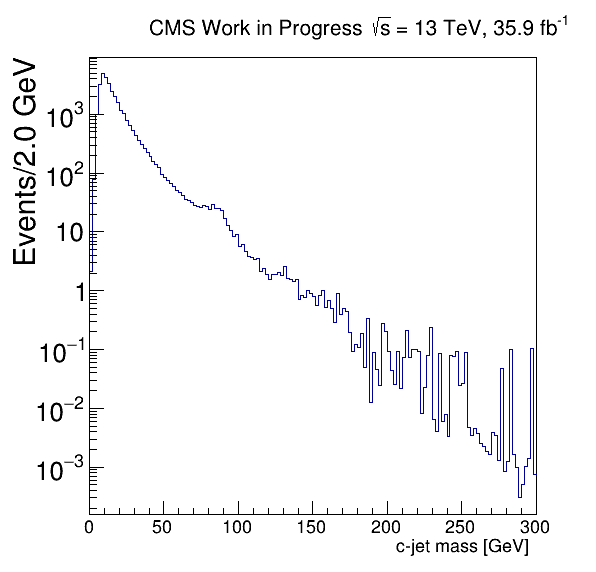 CMS Work in Progress √s = 13 TeV, 35.9 fb⁻¹
Events/2.0 GeV
10³
10²
10
1
10⁻¹
10⁻²
10⁻³
0 50 100 150 200 250 300
c-jet mass [GeV]